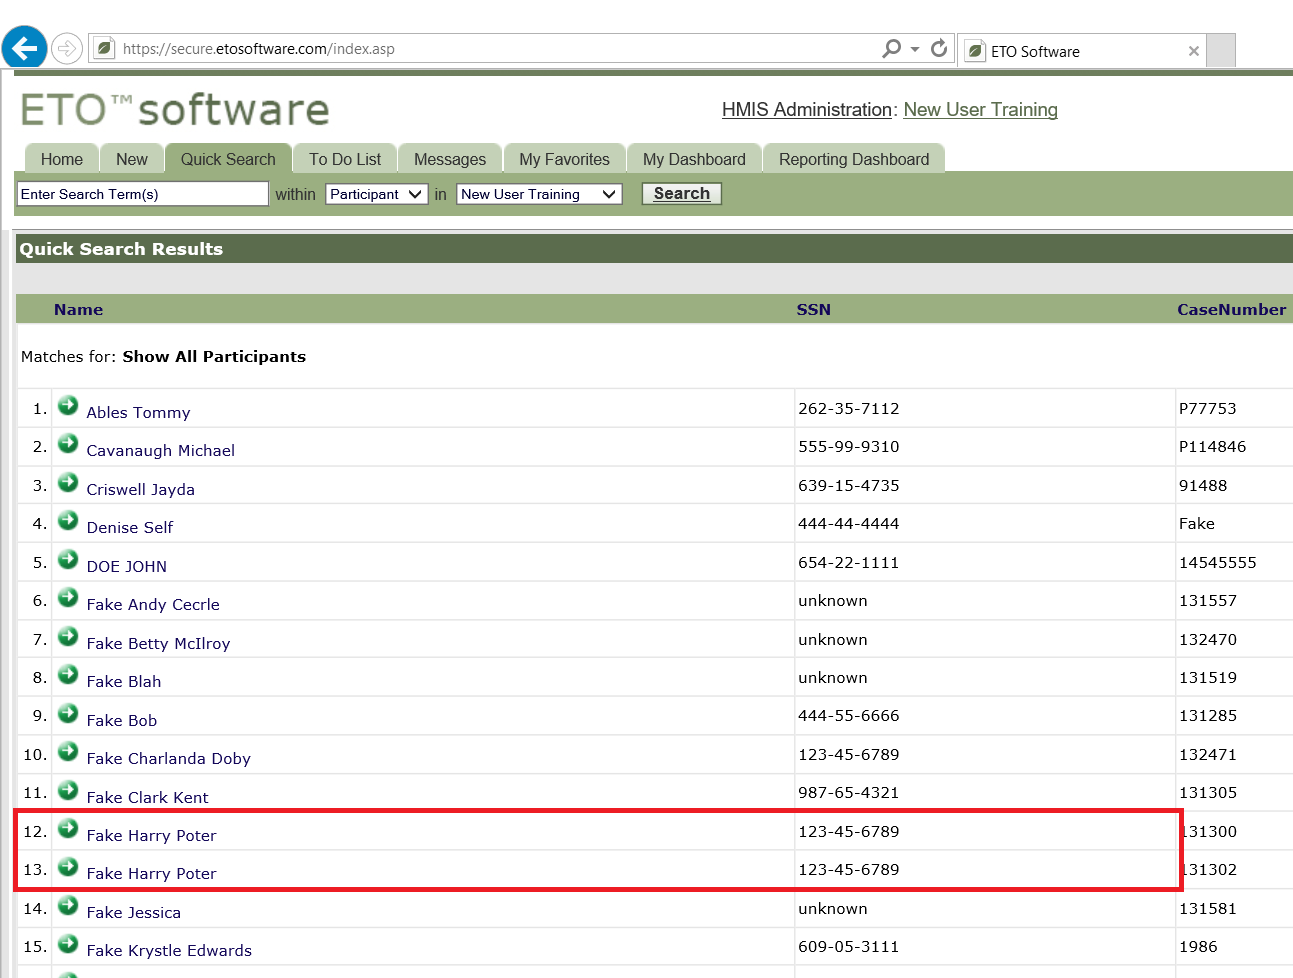 https://secure.etosoftware.com/index.asp
ETO Software
ETO™software
HMIS Administration: New User Training
Home New Quick Search To Do List Messages My Favorites My Dashboard Reporting Dashboard
Enter Search Term(s) within Participant in New User Training Search
Quick Search Results
Name SSN CaseNumber
Matches for: Show All Participants
1. Ables Tommy 262-35-7112 P77753
2. Cavanaugh Michael 555-99-9310 P114846
3. Criswell Jayda 639-15-4735 91488
4. Denise Self 444-44-4444 Fake
5. DOE JOHN 654-22-1111 14545555
6. Fake Andy Cecrle unknown 131557
7. Fake Betty McIlroy unknown 132470
8. Fake Blah unknown 131519
9. Fake Bob 444-55-6666 131285
10. Fake Charlanda Doby 123-45-6789 132471
11. Fake Clark Kent 987-65-4321 131305
12. Fake Harry Poter 123-45-6789 131300
13. Fake Harry Poter 123-45-6789 131302
14. Fake Jessica unknown 131581
15. Fake Krystle Edwards 609-05-3111 1986